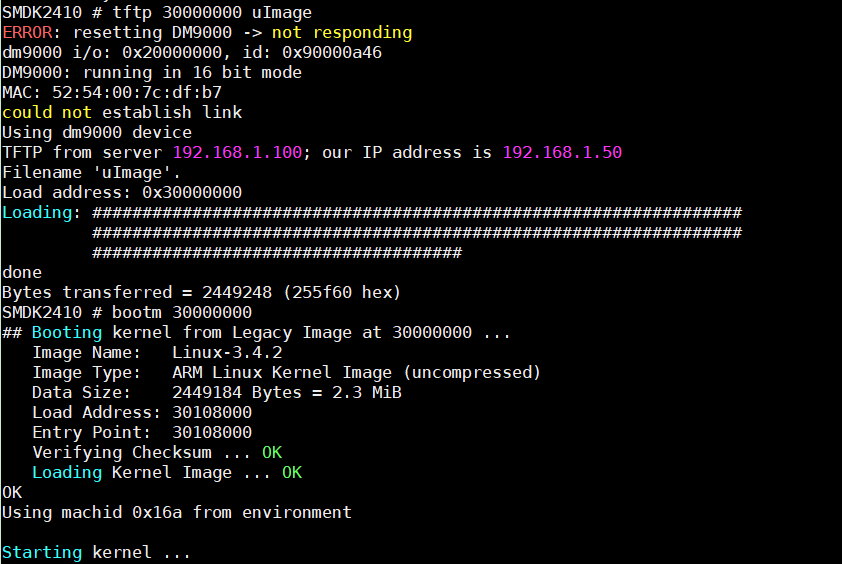 SMDK2410 # tftp 30000000 uImage
ERROR: resetting DM9000 -> not responding
dm9000 i/o: 0x20000000, id: 0x90000a46
DM9000: running in 16 bit mode
MAC: 52:54:00:7c:df:b7
could not establish link
Using dm9000 device
TFTP from server 192.168.1.100; our IP address is 192.168.1.50
Filename 'uImage'.
Load address: 0x30000000
Loading: #################################################################
#################################################################
#####################################
done
Bytes transferred = 2449248 (255f60 hex)
SMDK2410 # bootm 30000000
## Booting kernel from Legacy Image at 30000000 ...
Image Name:   Linux-3.4.2
Image Type:   ARM Linux Kernel Image (uncompressed)
Data Size:    2449184 Bytes = 2.3 MiB
Load Address: 30108000
Entry Point:  30108000
Verifying Checksum ... OK
Loading Kernel Image ... OK
OK
Using machid 0x16a from environment
Starting kernel ...